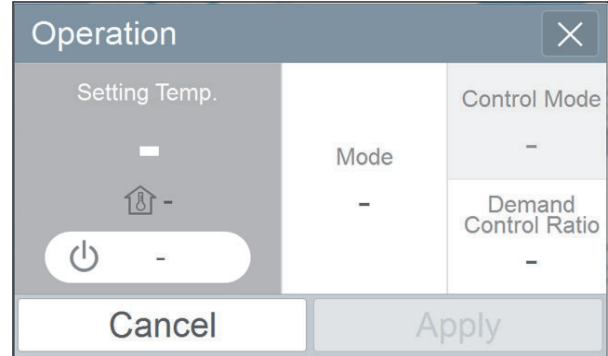 Operation
Setting Temp.
-
-
-
Mode
-
Control Mode
-
Demand
Control Ratio
-
Cancel
Apply